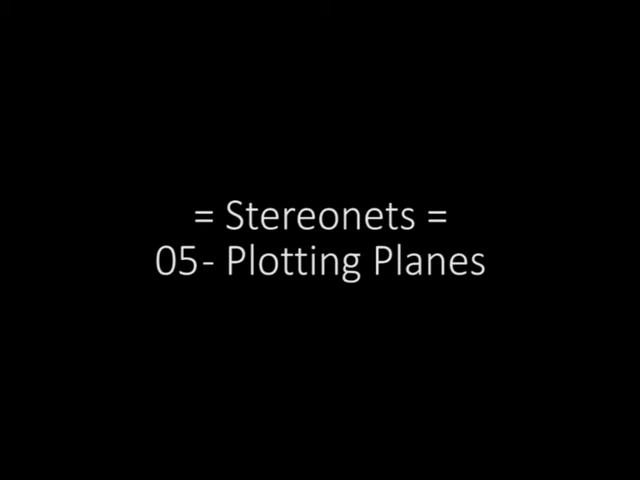 = Stereonets =
05- Plotting Planes